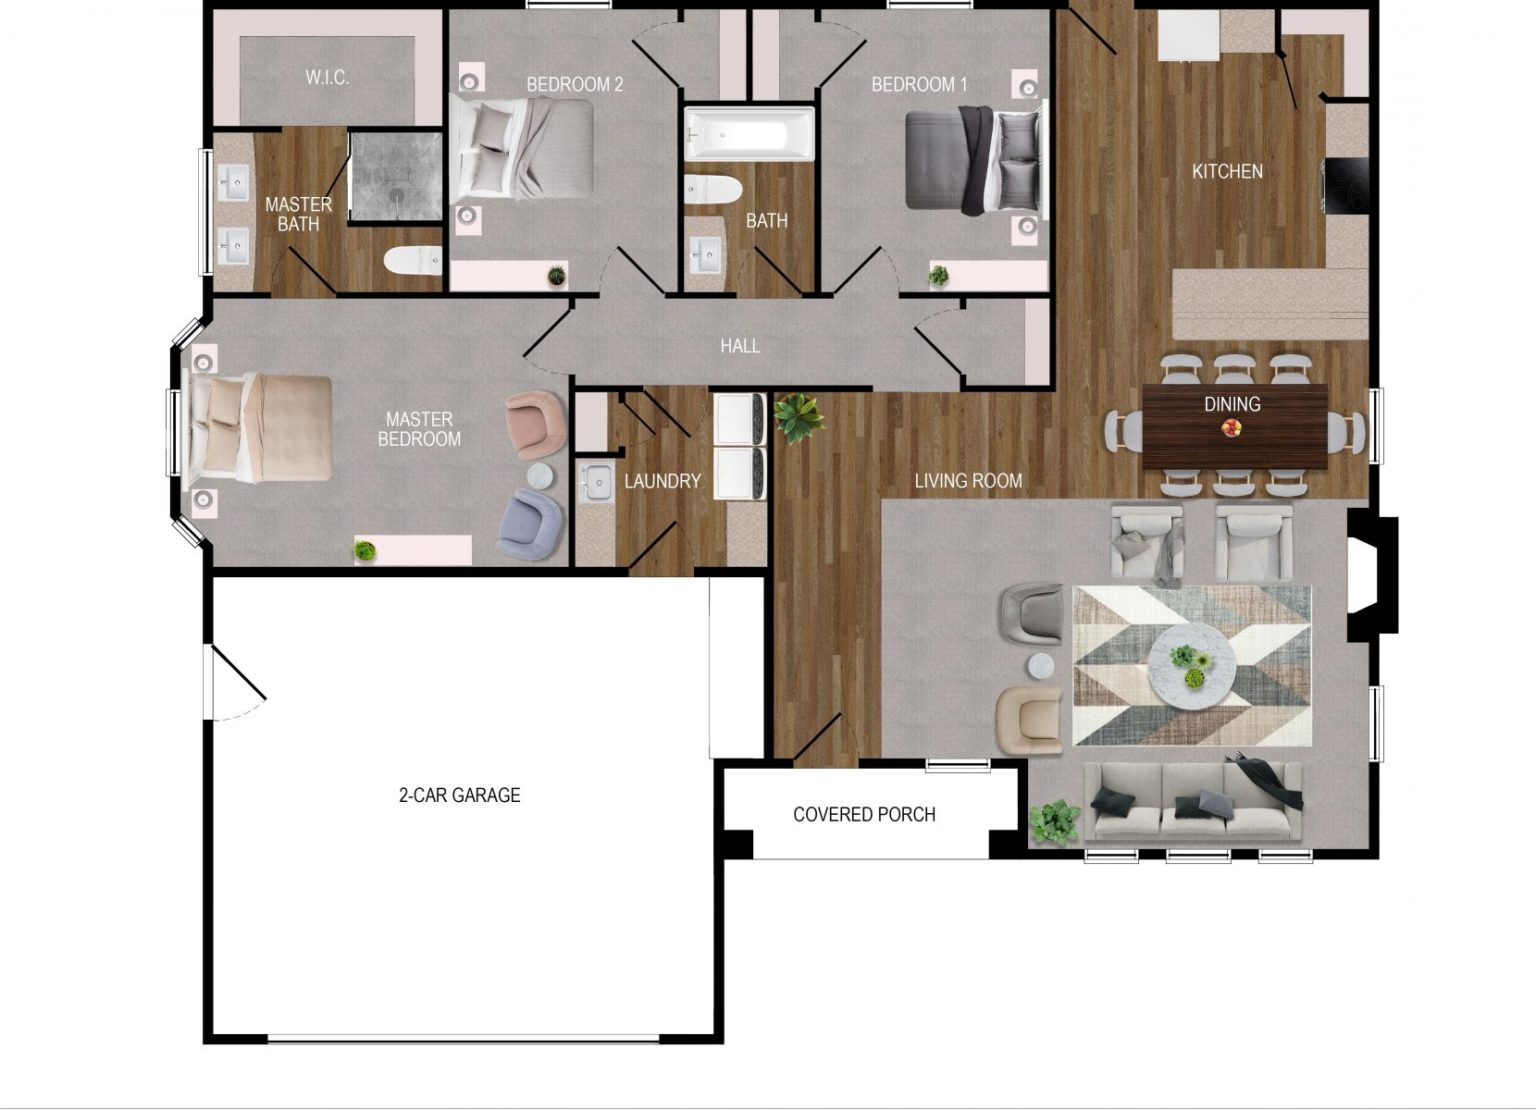 W.I.C.
BEDROOM 2
BEDROOM 1
KITCHEN
MASTER
BATH
BATH
HALL
MASTER
BEDROOM
DINING
LAUNDRY
LIVING ROOM
2-CAR GARAGE
COVERED PORCH